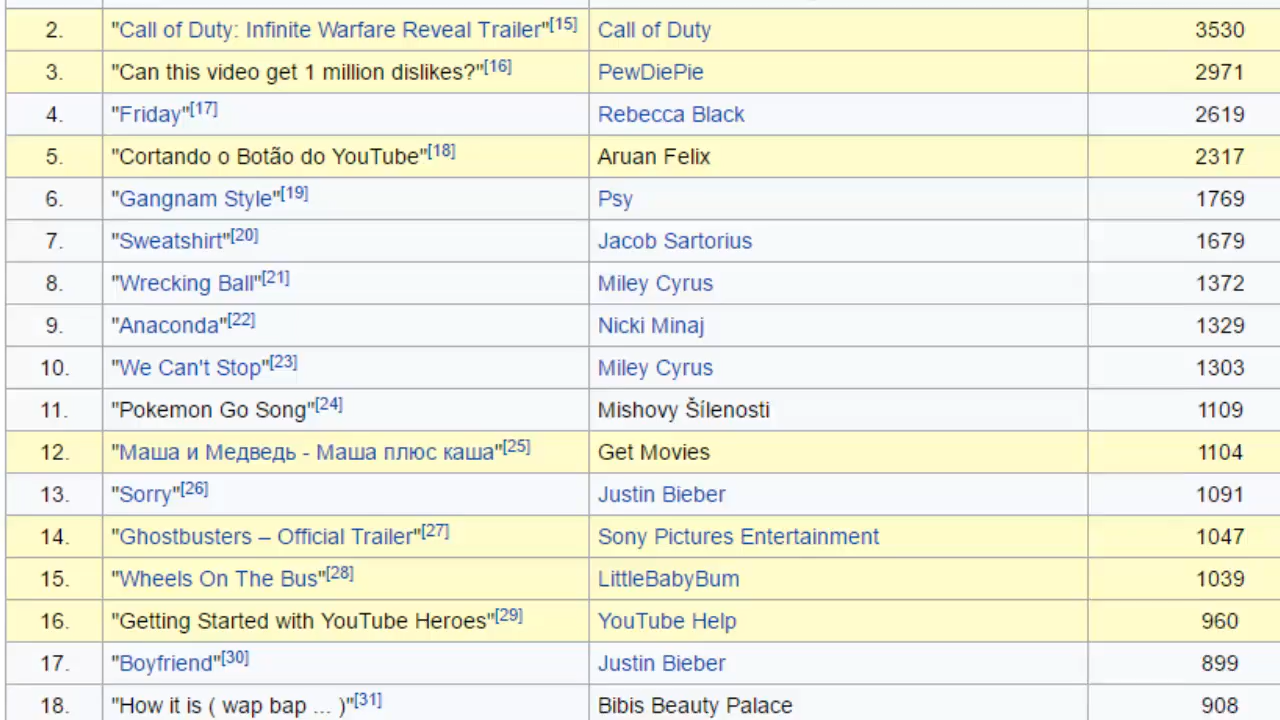 2. "Call of Duty: Infinite Warfare Reveal Trailer"[15] Call of Duty 3530
3. "Can this video get 1 million dislikes?"[16] PewDiePie 2971
4. "Friday"[17] Rebecca Black 2619
5. "Cortando o Botão do YouTube"[18] Aruan Felix 2317
6. "Gangnam Style"[19] Psy 1769
7. "Sweatshirt"[20] Jacob Sartorius 1679
8. "Wrecking Ball"[21] Miley Cyrus 1372
9. "Anaconda"[22] Nicki Minaj 1329
10. "We Can't Stop"[23] Miley Cyrus 1303
11. "Pokemon Go Song"[24] Mishovy Šílenosti 1109
12. "Маша и Медведь - Маша плюс каша"[25] Get Movies 1104
13. "Sorry"[26] Justin Bieber 1091
14. "Ghostbusters – Official Trailer"[27] Sony Pictures Entertainment 1047
15. "Wheels On The Bus"[28] LittleBabyBum 1039
16. "Getting Started with YouTube Heroes"[29] YouTube Help 960
17. "Boyfriend"[30] Justin Bieber 899
18. "How it is ( wap bap ... )"[31] Bibis Beauty Palace 908